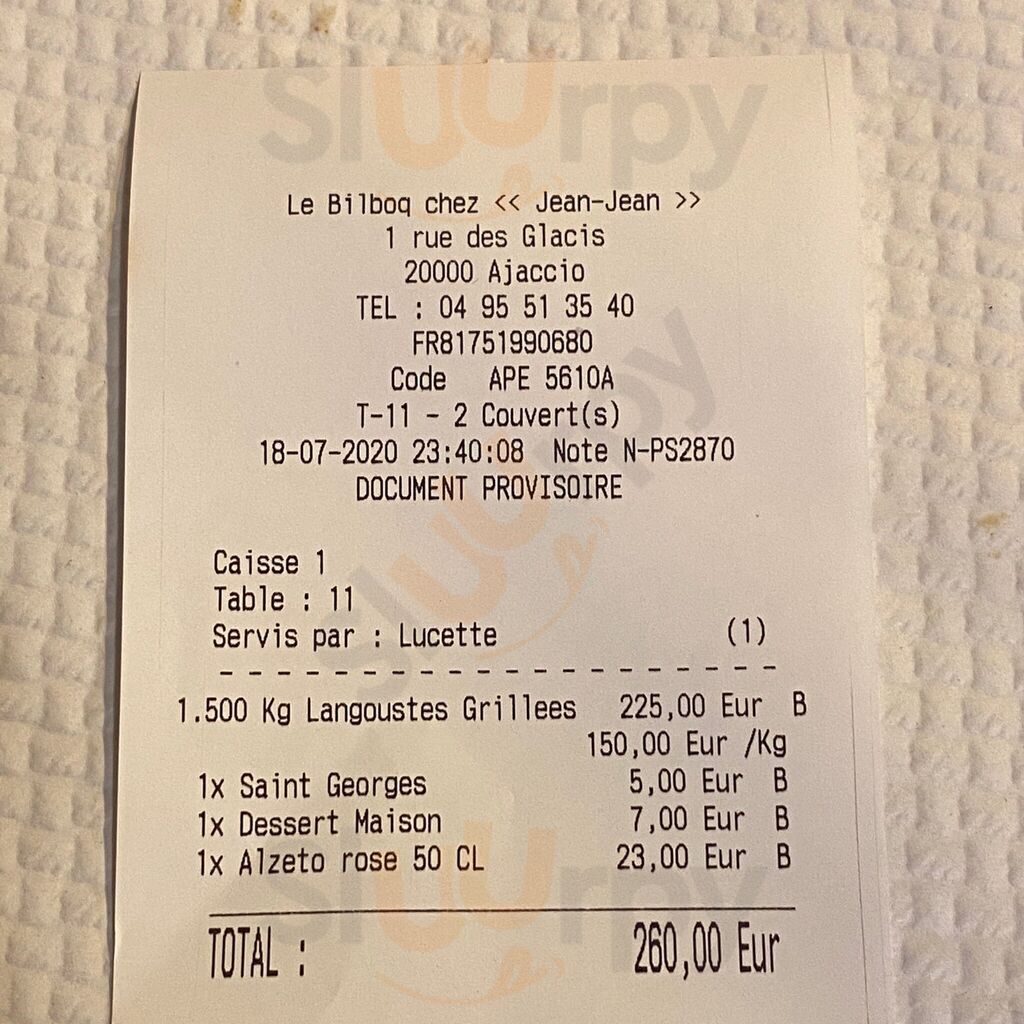 Sluurpy
Le Bilboq chez << Jean-Jean >>
1 rue des Glacis
20000 Ajaccio
TEL : 04 95 51 35 40
FR81751990680
Code APE 5610A
T-11 - 2 Couvert(s)
18-07-2020 23:40:08 Note N-PS2870
DOCUMENT PROVISOIRE
Sluurpy
Caisse 1
Table : 11
Servis par : Lucette (1)
1.500 Kg Langoustes Grillees 225,00 Eur B
150,00 Eur /Kg
1x Saint Georges 5,00 Eur B
1x Dessert Maison 7,00 Eur B
1x Alzeto rose 50 CL 23,00 Eur B
Sluurpy
TOTAL : 260,00 Eur